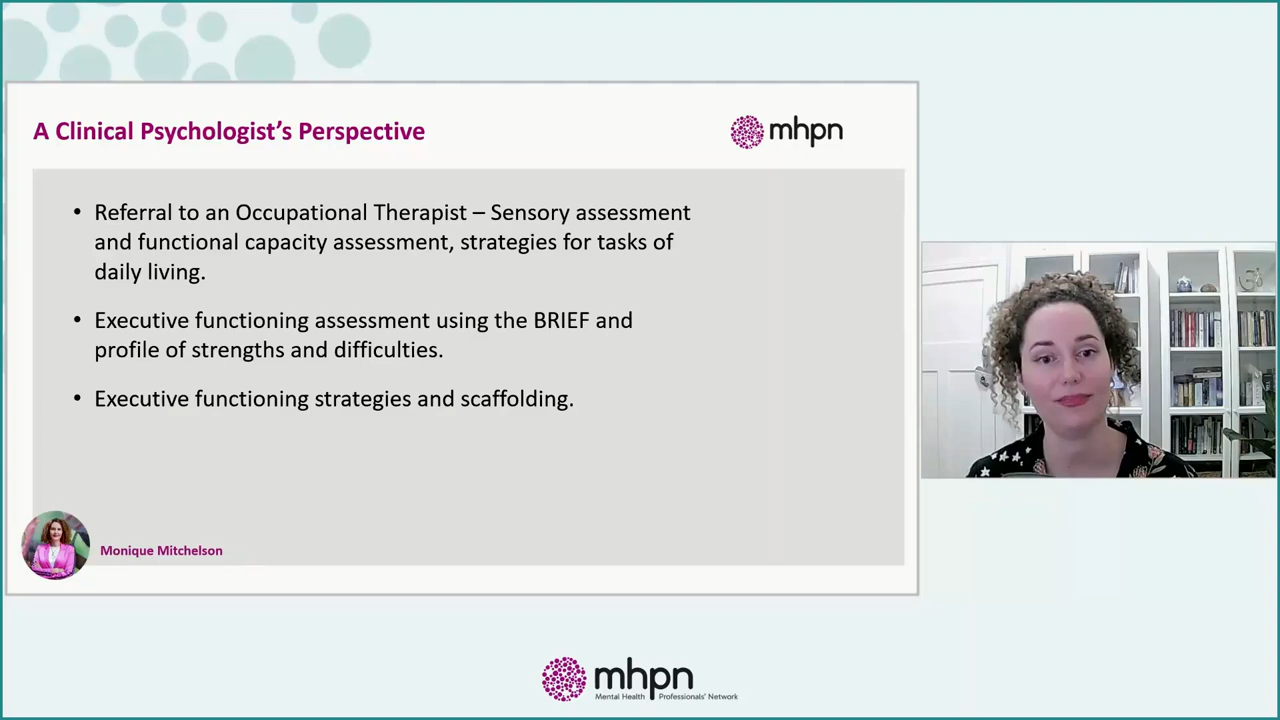 A Clinical Psychologist's Perspective
mhpn
• Referral to an Occupational Therapist – Sensory assessment
and functional capacity assessment, strategies for tasks of
daily living.
• Executive functioning assessment using the BRIEF and
profile of strengths and difficulties.
• Executive functioning strategies and scaffolding.
Monique Mitchelson
mhpn
Mental Health Professionals' Network